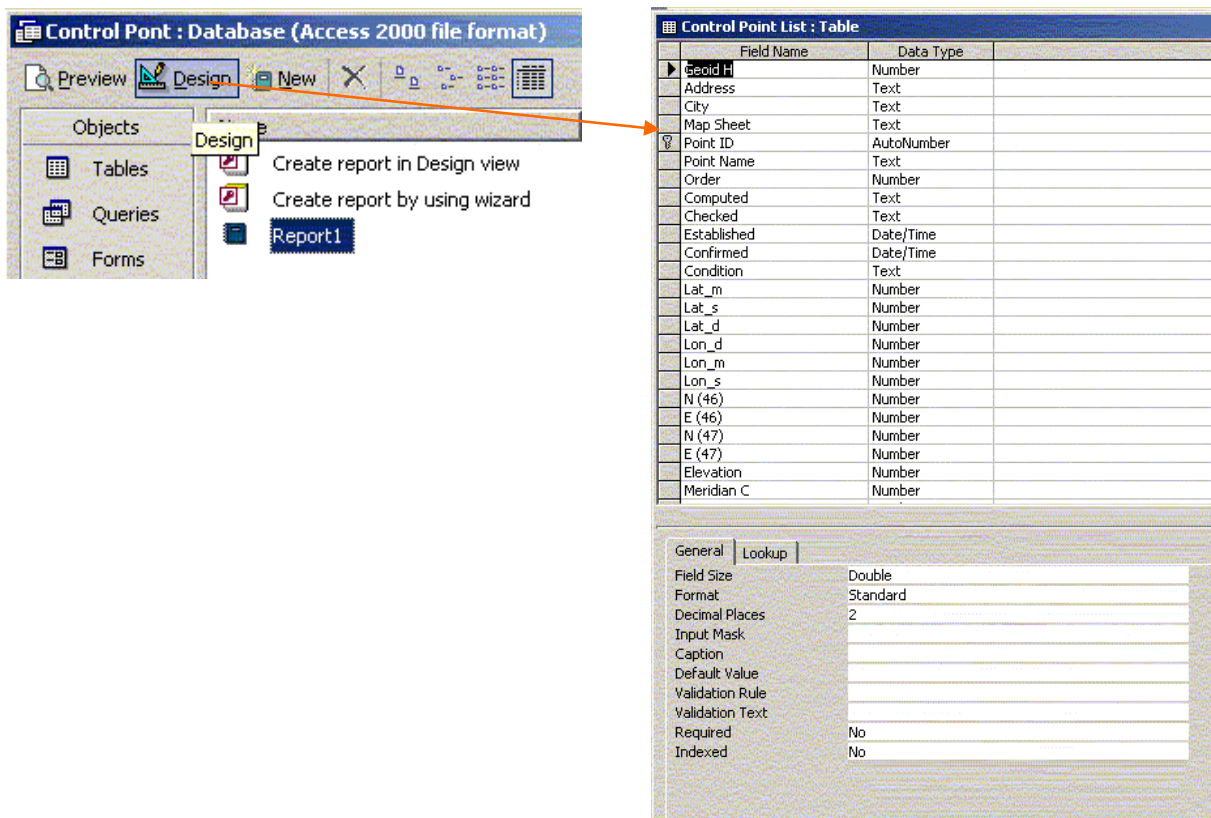 Control Pont : Database (Access 2000 file format)
Preview Design New
Objects
Design
Tables
Queries
Forms
Create report in Design view
Create report by using wizard
Report1
Control Point List : Table
Field Name Data Type
Geoid H Number
Address Text
City Text
Map Sheet Text
Point ID AutoNumber
Point Name Text
Order Number
Computed Text
Checked Text
Established Date/Time
Confirmed Date/Time
Condition Text
Lat_m Number
Lat_s Number
Lat_d Number
Lon_d Number
Lon_m Number
Lon_s Number
N (46) Number
E (46) Number
N (47) Number
E (47) Number
Elevation Number
Meridian C Number
General Lookup
Field Size Double
Format Standard
Decimal Places 2
Input Mask
Caption
Default Value
Validation Rule
Validation Text
Required No
Indexed No